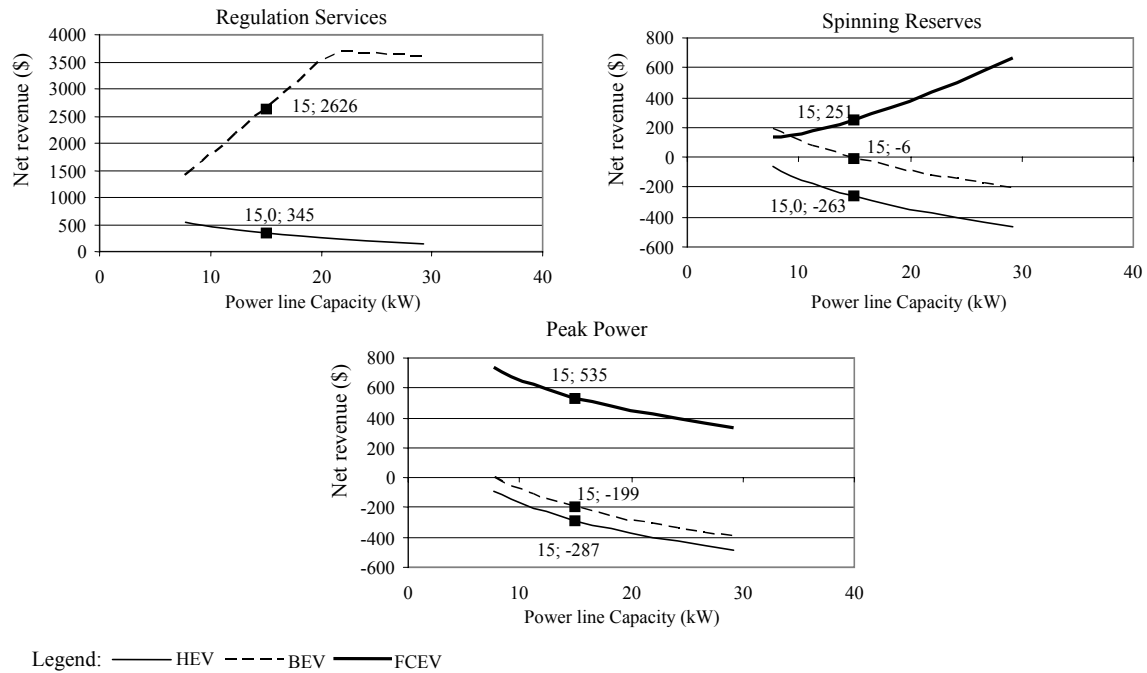 Regulation Services
Net revenue ($)
4000
3500
3000
2500
2000
1500
1000
500
0
15; 2626
15,0; 345
0 10 20 30 40
Power line Capacity (kW)
Spinning Reserves
Net revenue ($)
800
600
400
200
0
-200
-400
-600
15; 251
15; -6
15,0; -263
0 10 20 30 40
Power line Capacity (kW)
Peak Power
Net revenue ($)
800
600
400
200
0
-200
-400
-600
15; 535
15; -199
15; -287
0 10 20 30 40
Power line Capacity (kW)
Legend: HEV BEV FCEV